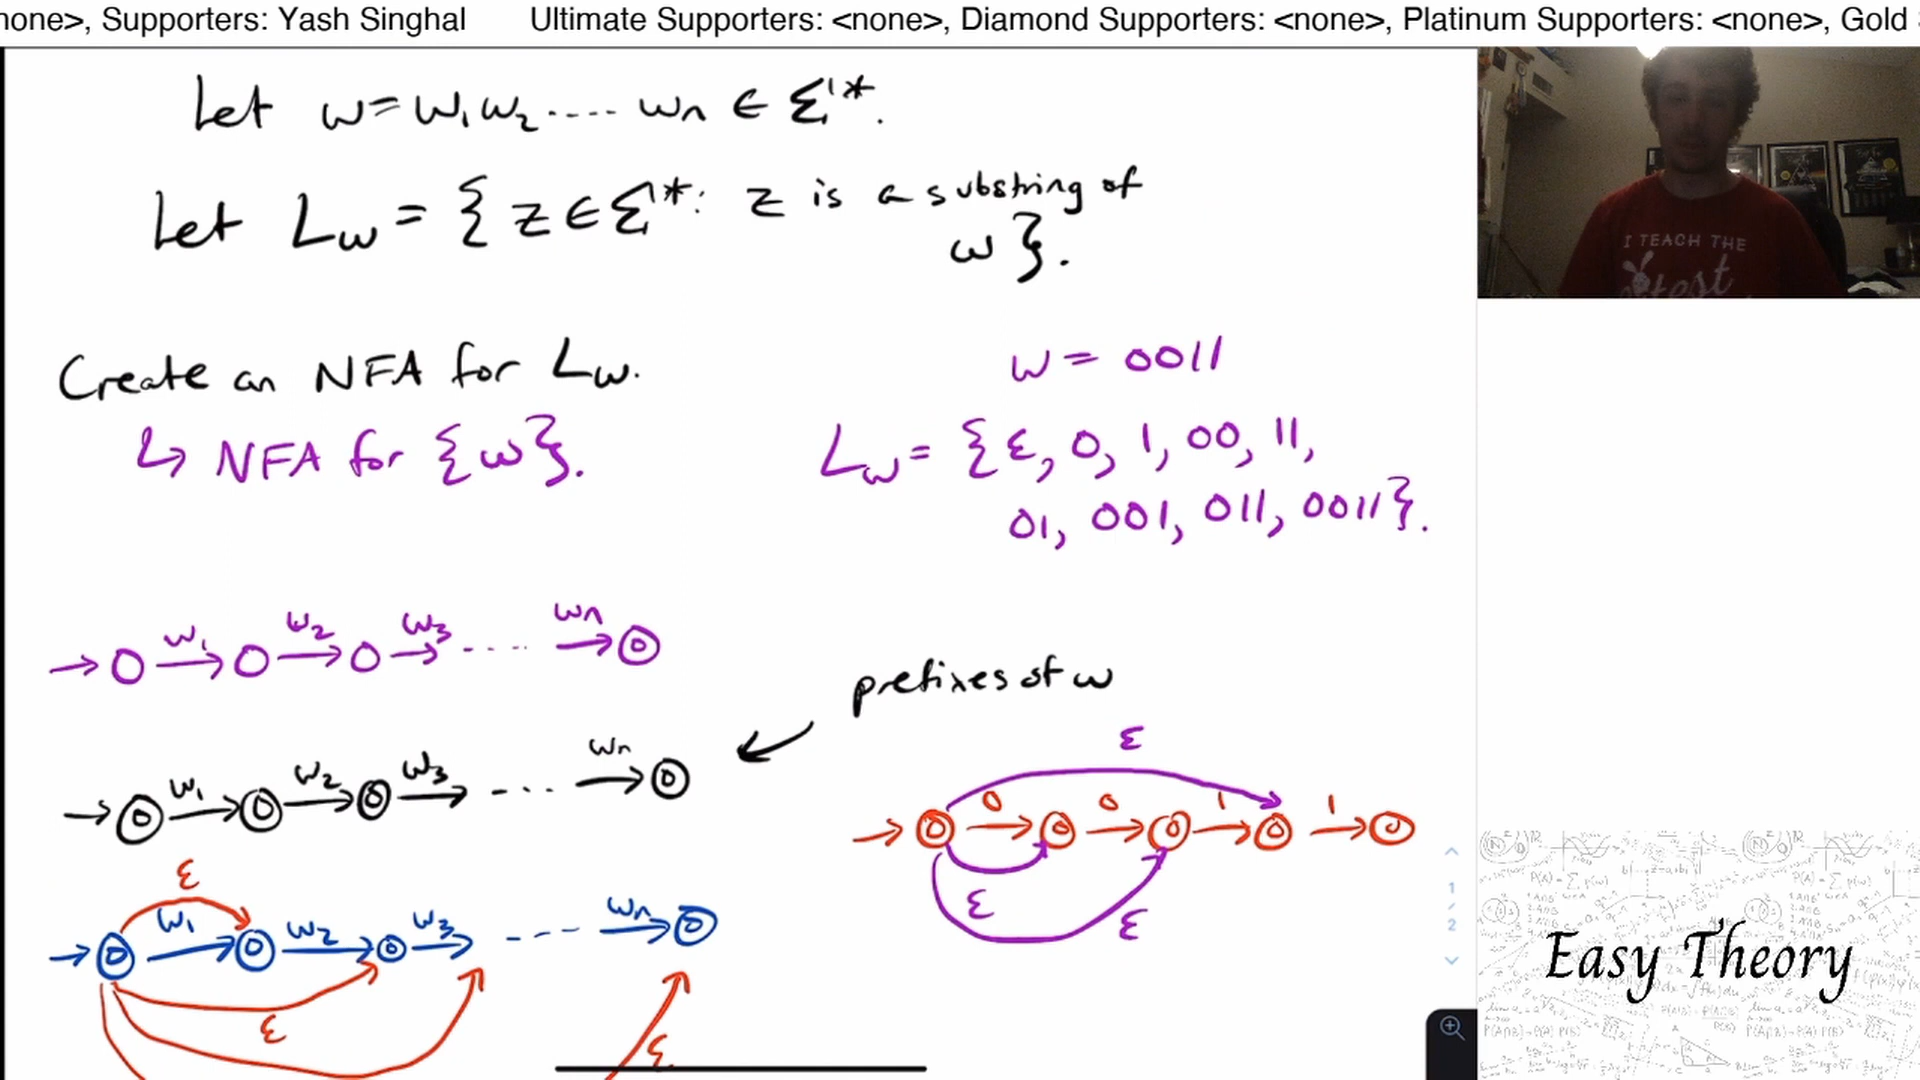 none>, Supporters: Yash Singhal Ultimate Supporters: <none>, Diamond Supporters: <none>, Platinum Supporters: <none>, Gold
Let w = w₁w₂.... wn ∈ Σ*.
Let Lw = { z ∈ Σ*: z is a substring of
w }.
I TEACH THE
Create an NFA for Lw.
↳ NFA for {w}.
w = 0011
Lw = { ε, 0, 1, 00, 11,
01, 001, 011, 0011}.
w₁ w₂ w₃ .... wn
prefixes of w
w₁ w₂ w₃ ... wn
ε
0 0 1 1
ε ε
ε
w₁ w₂ w₃ --- wn
ε ε
1
2
Easy Theory